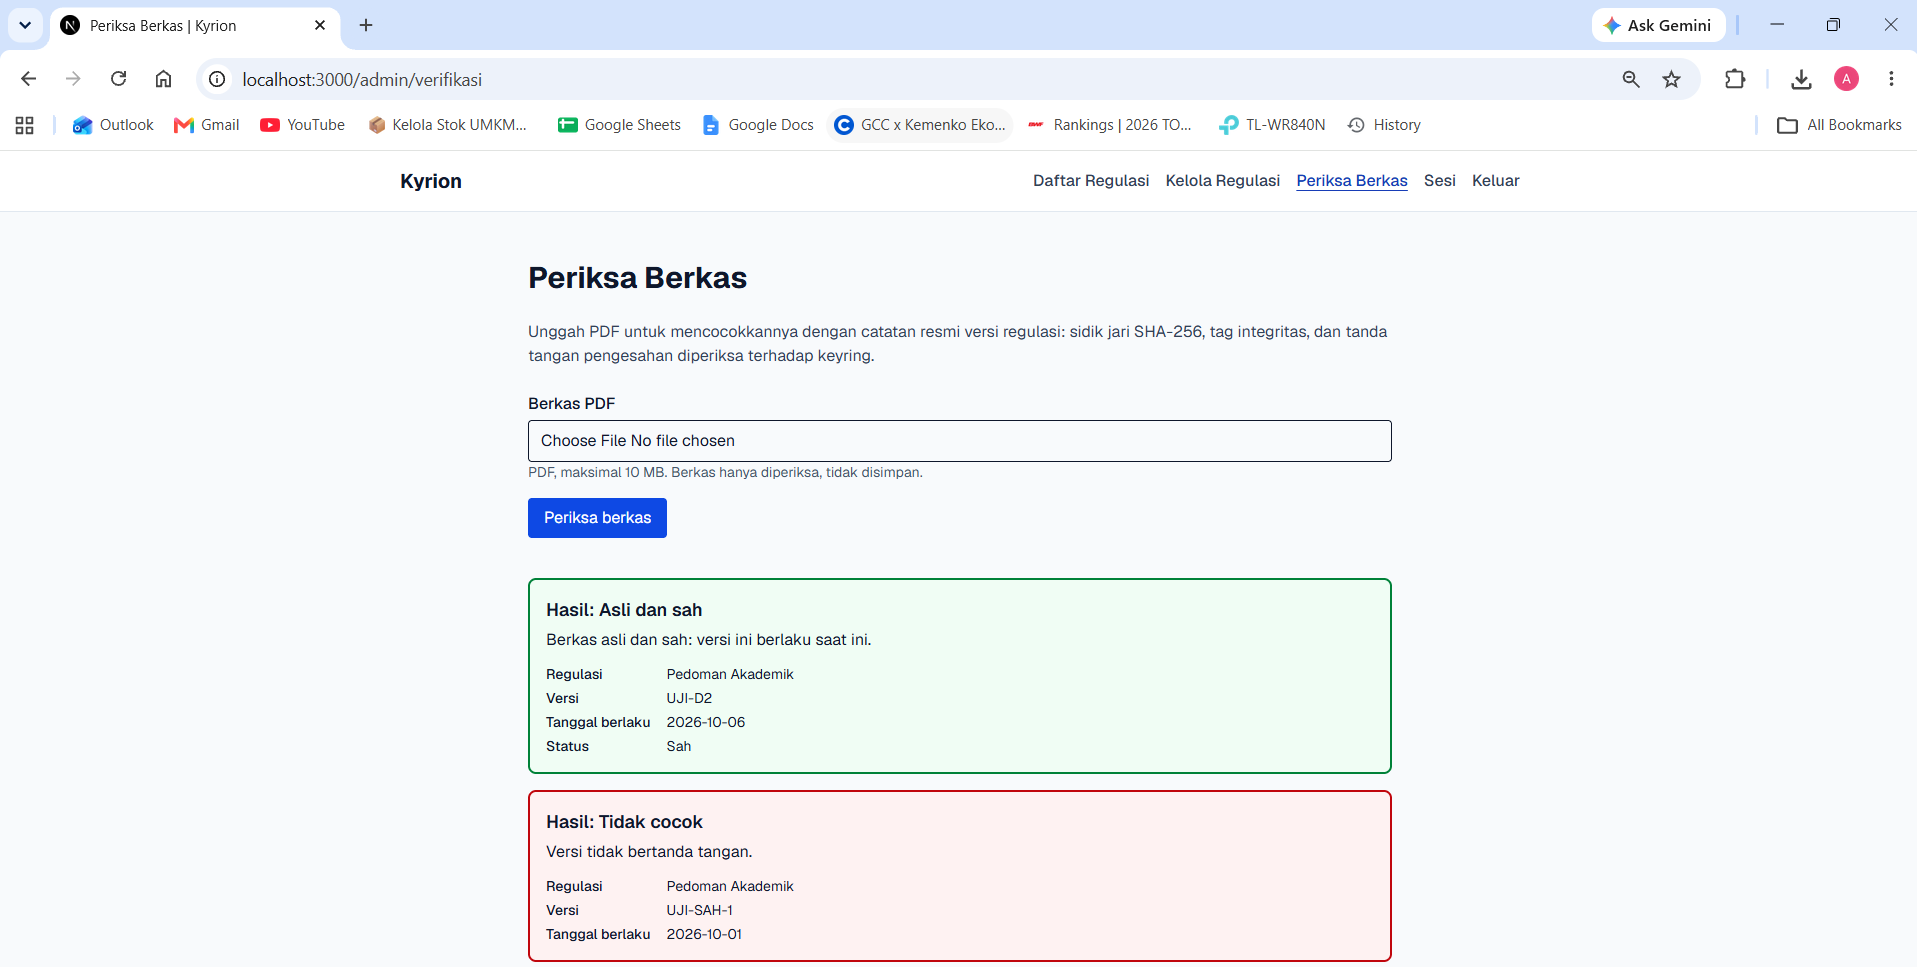 Periksa Berkas | Kyrion
Ask Gemini
localhost:3000/admin/verifikasi
A
Outlook
Gmail
YouTube
Kelola Stok UMKM...
Google Sheets
Google Docs
GCC x Kemenko Eko...
Rankings | 2026 TO...
TL-WR840N
History
All Bookmarks
Kyrion
Daftar Regulasi
Kelola Regulasi
Periksa Berkas
Sesi
Keluar
Periksa Berkas
Unggah PDF untuk mencocokkannya dengan catatan resmi versi regulasi: sidik jari SHA-256, tag integritas, dan tanda
tangan pengesahan diperiksa terhadap keyring.
Berkas PDF
Choose File No file chosen
PDF, maksimal 10 MB. Berkas hanya diperiksa, tidak disimpan.
Periksa berkas
Hasil: Asli dan sah
Berkas asli dan sah: versi ini berlaku saat ini.
Regulasi Pedoman Akademik
Versi UJI-D2
Tanggal berlaku 2026-10-06
Status Sah
Hasil: Tidak cocok
Versi tidak bertanda tangan.
Regulasi Pedoman Akademik
Versi UJI-SAH-1
Tanggal berlaku 2026-10-01